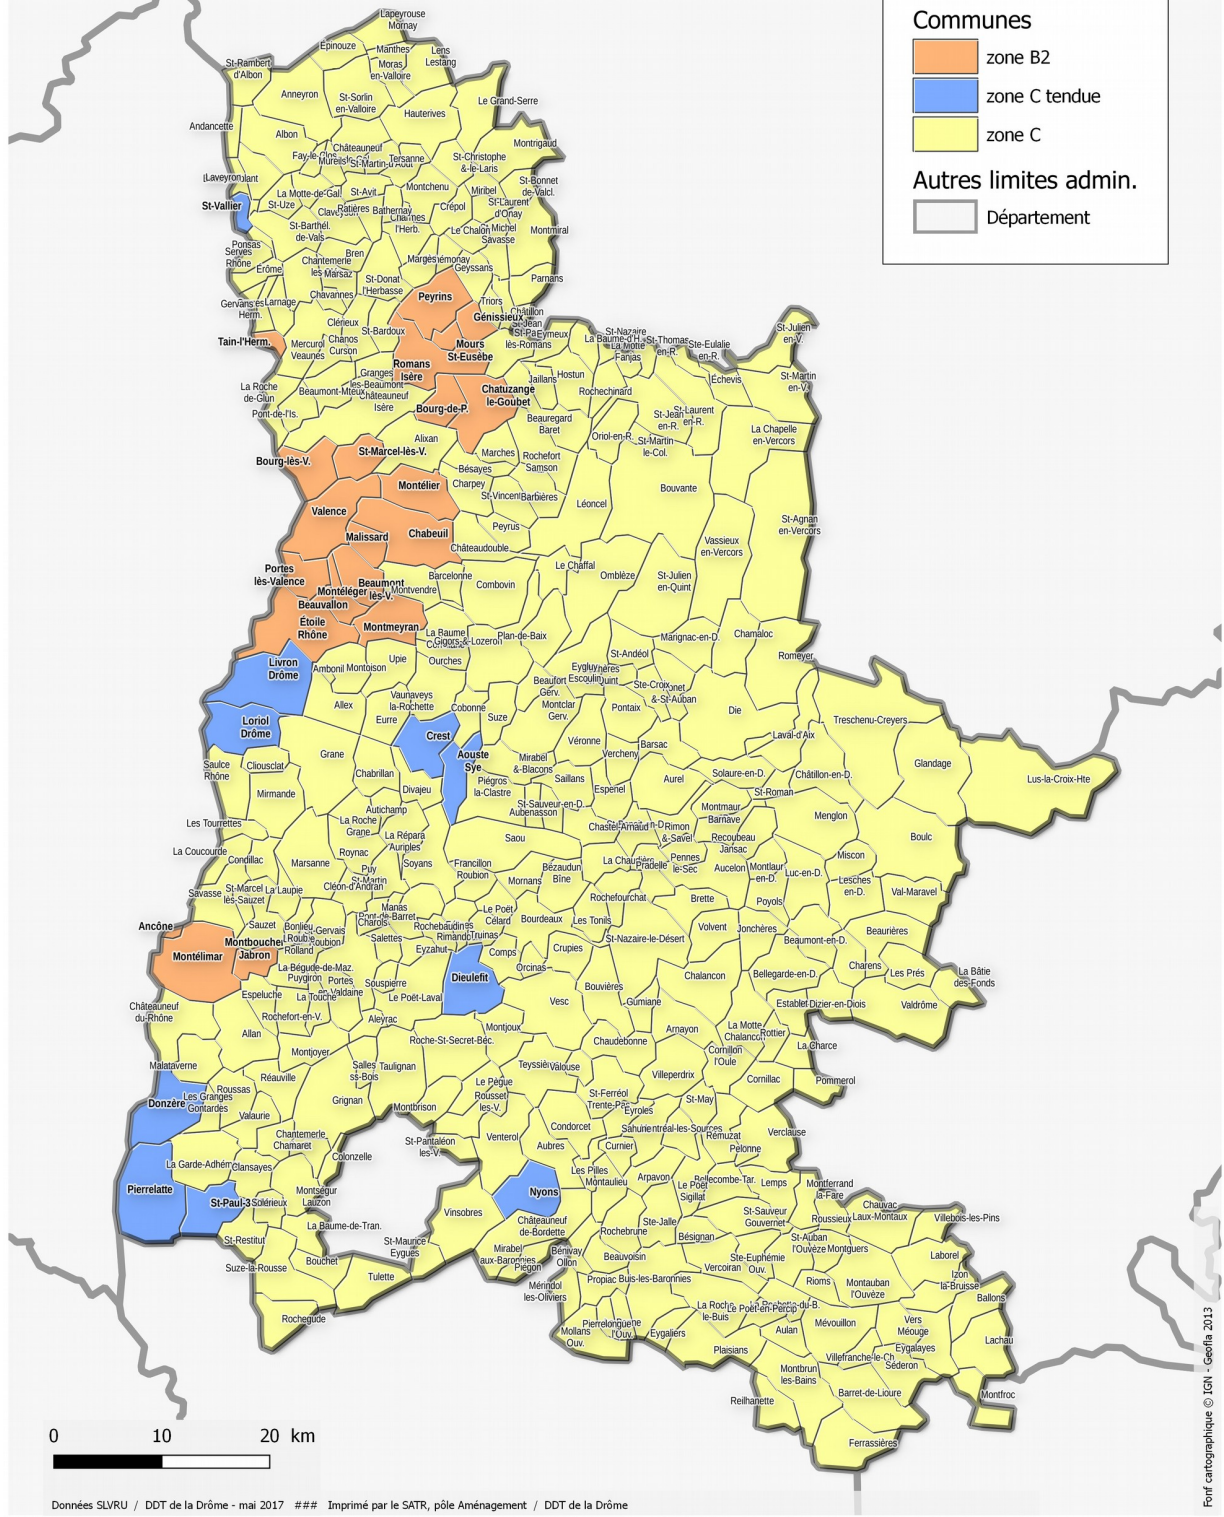 Communes
zone B2
zone C tendue
zone C
Autres limites admin.
Département
Lapeyrouse
Mornay
Épinouze
Manthes
Lens
Lestang
St-Rambert
d'Albon
Moras
en-Valloire
Anneyron
St-Sorlin
en-Valloire
Hauterives
Le Grand-Serre
Andancette
Albon
Châteauneuf
Tersanne
St-Christophe
&-le-Laris
Montrigaud
St-Martin-d'Août
La Motte-de-Gal.
St-Avit
Montchenu
Miribel
St-Bonnet
de-Valcl.
St-Vallier
St-Uze
Ratières
Bathernay
Crépol
St-Laurent
d'Onay
St-Barthél.
de-Vals
l'Herb.
Le Chalon
St-Michel
Savasse
Montmiral
Ponsas
Serves
Rhône
Bren
Margès
Geyssans
Érôme
Chantemerle
les
Marsaz
St-Donat
l'Herbasse
Parnans
Larnage
Chavannes
Peyrins
Triors
Châtillon
St-Jean
Génissieux
Eymeux
Clérieux
St-Bardoux
lès-Romans
Tain-l'Herm.
Mercurol
Veaunes
Chanos
Curson
Mours
St-Eusèbe
La Baume-d'H.
St-Nazaire
La Motte
Fanjas
St-Thomas
en-R.
Ste-Eulalie
en-R.
St-Julien
en-V.
Romans
Isère
Granges
les-Beaumont
La Roche
de-Glun
Beaumont-Mteux
Châteauneuf
Isère
Chatuzange
le-Goubet
Jaillans
Hostun
Rochechinard
Échevis
St-Martin
en-V.
Pont-de-l'Is.
Bourg-de-P.
Beauregard
Baret
St-Jean
en-R.
St-Laurent
en-R.
Alixan
Oriol-en-R.
St-Martin
le-Col.
La Chapelle
en-Vercors
Bourg-lès-V.
St-Marcel-lès-V.
Marches
Rochefort
Samson
Bésayes
Montélier
Charpey
St-Vincent
Barbières
Léoncel
Bouvante
Valence
Peyrus
St-Agnan
en-Vercors
Malissard
Chabeuil
Châteaudouble
Vassieux
en-Vercors
Portes
lès-Valence
Montéléger
Beaumont
lès-V.
Montvendre
Barcelonne
Combovin
Le Chaffal
Omblèze
St-Julien
en-Quint
Beauvallon
Étoile
Rhône
Montmeyran
La Baume
Gigors-&-Lozeron
Plan-de-Baix
Marignac-en-D.
Chamaloc
Romeyer
Livron
Drôme
Ambonil
Montoison
Upie
Ourches
St-Andéol
Beaufort
Gerv.
Escoulin
Ste-Croix
&-St-Auban
Allex
Vaunaveys
la-Rochette
Montclar
Gerv.
Pontaix
Die
Loriol
Drôme
Eurre
Cobonne
Suze
Treschenu-Creyers
Crest
Véronne
Laval-d'Aix
Grane
Aouste
Sye
Mirabel
&-Blacons
Vercheny
Barsac
Glandage
Saulce
Rhône
Cliousclat
Chabrillan
Piégros
la-Clastre
Saillans
Espenel
Aurel
Solaure-en-D.
Châtillon-en-D.
Lus-la-Croix-Hte
Mirmande
Divajeu
St-Roman
Autichamp
St-Sauveur-en-D.
Aubenasson
Montmaur
Barnave
Menglon
Les Tourrettes
La Roche
Grane
La Répara
Auriples
Saou
Chastel-Arnaud
Rimon
&-Savel
Recoubeau
Jansac
Boulc
La Coucourde
Condillac
Marsanne
Roynac
Soyans
Francillon
Roubion
Bézaudun
Bîne
La Chaudière
Pradelle
Pennes
le-Sec
Aucelon
Montlaur
en-D.
Luc-en-D.
Miscon
Lesches
en-D.
Val-Maravel
Savasse
St-Marcel
lès-Sauzet
La Laupie
Puy
St-Martin
Cléon-d'Andran
Mornans
Rochefourchat
Brette
Poyols
Ancône
Sauzet
Bonlieu
Manas
Pont-de-Barret
Charols
Le Poët
Célard
Bourdeaux
Les Tonils
Volvent
Jonchères
Beaurières
Montboucher
Jabron
Rolland
Salettes
Eyzahut
Truinas
Comps
Crupies
St-Nazaire-le-Désert
Beaumont-en-D.
Montélimar
La Bégude-de-Maz.
Puygiron
Portes
en-Valdaine
Souspierre
Dieulefit
Orcinas
Chalancon
Bellegarde-en-D.
Charens
Les Prés
La Bâtie
des-Fonds
Espeluche
La Touche
Le Poët-Laval
Vesc
Bouvières
Gumiane
Establet
Dizier-en-Diois
Valdrôme
Châteauneuf
du-Rhône
Rochefort-en-V.
Aleyrac
Montjoux
Arnayon
La Motte
Chalancon
Rottier
Allan
Roche-St-Secret-Béc.
Chaudebonne
La Charce
Montjoyer
Cornillon
l'Oule
Malataverne
Réauville
Salles
ss-Bois
Taulignan
Valouse
Villeperdrix
Cornillac
Pommerol
Donzère
Les Granges
Gontardes
Roussas
Grignan
Le Pègue
Rousset
les-V.
St-Ferréol
St-May
Valaurie
Montbrison
Eyroles
Chantemerle
Chamaret
St-Pantaléon
les-V.
Venterol
Condorcet
Rémuzat
Verclause
Colonzelle
Aubres
Curnier
Pelonne
La Garde-Adhém.
Clansayes
Les Pilles
Montaulieu
Arpavon
Bellecombe-Tar.
Lemps
Montferrand
la-Fare
Pierrelatte
St-Paul-3
Montségur
Lauzon
Nyons
Le Poët
Sigillat
Chauvac
Laux-Montaux
Villebois-les-Pins
Vinsobres
La Baume-de-Tran.
Châteauneuf
de-Bordette
Rochebrune
Ste-Jalle
St-Sauveur
Gouvernet
Roussieux
St-Restitut
St-Maurice
Eygues
Bésignan
St-Auban
l'Ouvèze
Montguers
Suze-la-Rousse
Bouchet
Mirabel
aux-Baronnies
Piégon
Bénivay
Ollon
Beauvoisin
Vercoiran
Ste-Euphémie
Ouv.
Laborel
Izon
la-Bruisse
Tulette
Mérindol
les-Oliviers
Propiac
Buis-les-Baronnies
Rioms
Montauban
l'Ouvèze
Ballons
Rochegude
le-Buis
Mollans
Ouv.
Eygaliers
Aulan
Mévouillon
Vers
Méouge
Lachau
Plaisians
Villefranche-le-Ch.
Eygalayes
Séderon
Montbrun
les-Bains
Reilhanette
Barret-de-Lioure
Montfroc
Ferrassières
0 10 20 km
Données SLVRU / DDT de la Drôme - mai 2017 ### Imprimé par le SATR, pôle Aménagement / DDT de la Drôme
Fonf cartographique © IGN - Geofla 2013